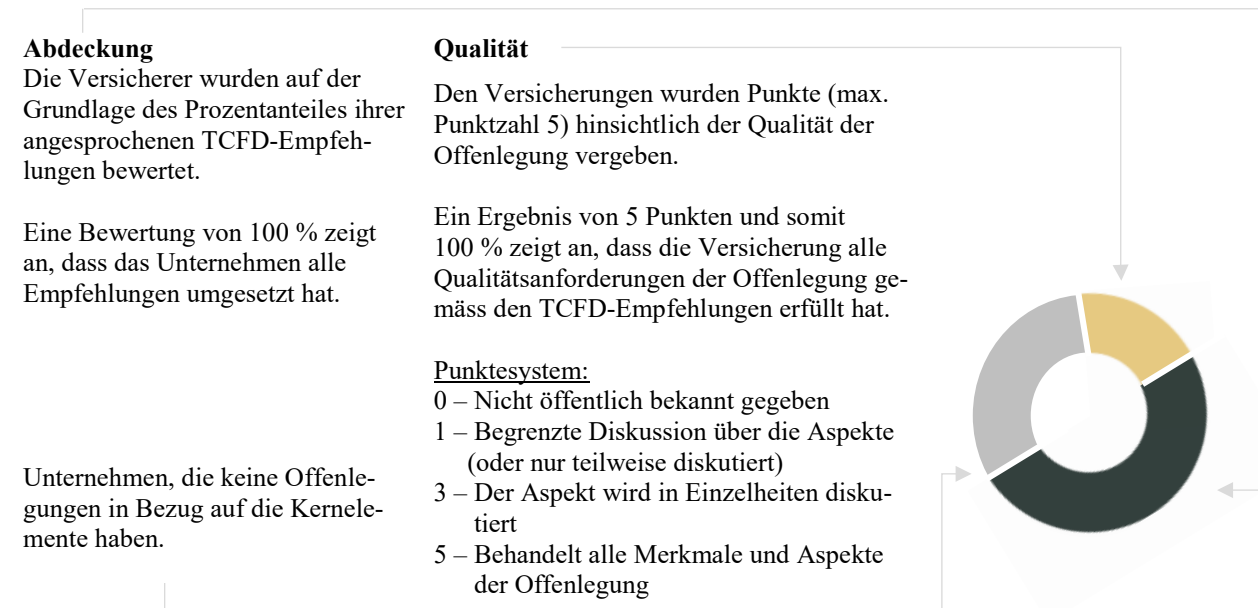 Abdeckung
Die Versicherer wurden auf der
Grundlage des Prozentanteiles ihrer
angesprochenen TCFD-Empfeh-
lungen bewertet.
Eine Bewertung von 100 % zeigt
an, dass das Unternehmen alle
Empfehlungen umgesetzt hat.
Unternehmen, die keine Offenle-
gungen in Bezug auf die Kernele-
mente haben.
Qualität
Den Versicherungen wurden Punkte (max.
Punktzahl 5) hinsichtlich der Qualität der
Offenlegung vergeben.
Ein Ergebnis von 5 Punkten und somit
100 % zeigt an, dass die Versicherung alle
Qualitätsanforderungen der Offenlegung ge-
mäss den TCFD-Empfehlungen erfüllt hat.
Punktesystem:
0 – Nicht öffentlich bekannt gegeben
1 – Begrenzte Diskussion über die Aspekte
(oder nur teilweise diskutiert)
3 – Der Aspekt wird in Einzelheiten disku-
tiert
5 – Behandelt alle Merkmale und Aspekte
der Offenlegung